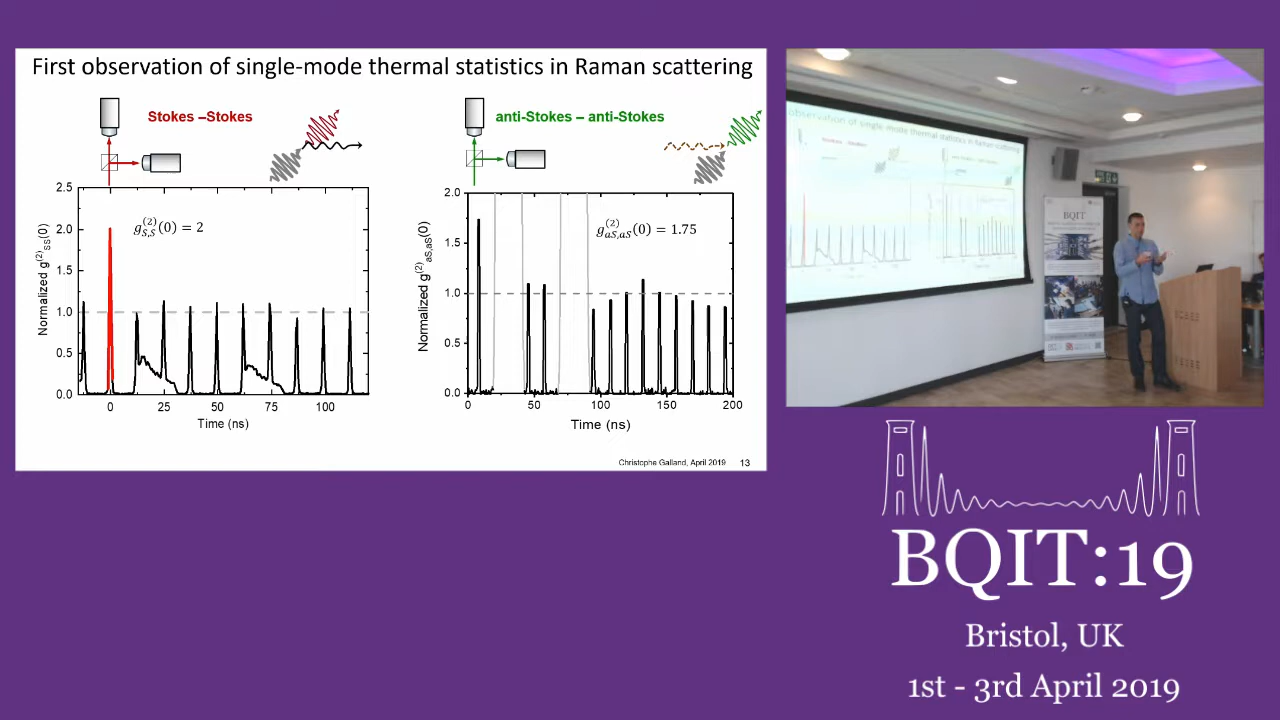 First observation of single-mode thermal statistics in Raman scattering
Stokes –Stokes
anti-Stokes – anti-Stokes
Normalized g(2)SS(0)
2.5
2.0
1.5
1.0
0.5
0.0
g(2)S,S(0) = 2
0 25 50 75 100
Time (ns)
Normalized g(2)aS,aS(0)
2.0
1.5
1.0
0.5
0.0
g(2)aS,aS(0) = 1.75
0 50 100 150 200
Time (ns)
Christophe Galland, April 2019 13
BQIT
BQIT:19
Bristol, UK
1st - 3rd April 2019